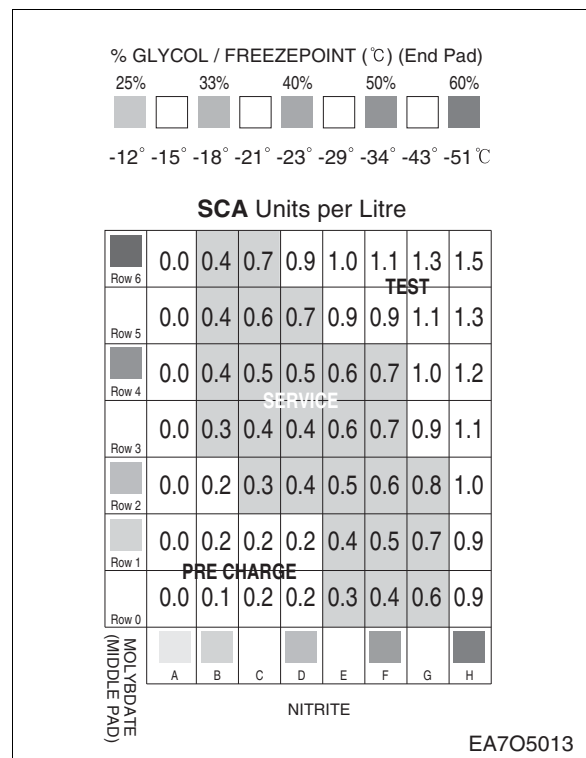 % GLYCOL / FREEZEPOINT (℃) (End Pad)
25% 33% 40% 50% 60%
-12° -15° -18° -21° -23° -29° -34° -43° -51℃
SCA Units per Litre
Row 6 0.0 0.4 0.7 0.9 1.0 1.1 1.3 1.5
TEST
Row 5 0.0 0.4 0.6 0.7 0.9 0.9 1.1 1.3
Row 4 0.0 0.4 0.5 0.5 0.6 0.7 1.0 1.2
SERVICE
Row 3 0.0 0.3 0.4 0.4 0.6 0.7 0.9 1.1
Row 2 0.0 0.2 0.3 0.4 0.5 0.6 0.8 1.0
Row 1 0.0 0.2 0.2 0.2 0.4 0.5 0.7 0.9
PRE CHARGE
Row 0 0.0 0.1 0.2 0.2 0.3 0.4 0.6 0.9
A B C D E F G H
MOLYBDATE
(MIDDLE PAD)
NITRITE
EA7O5013